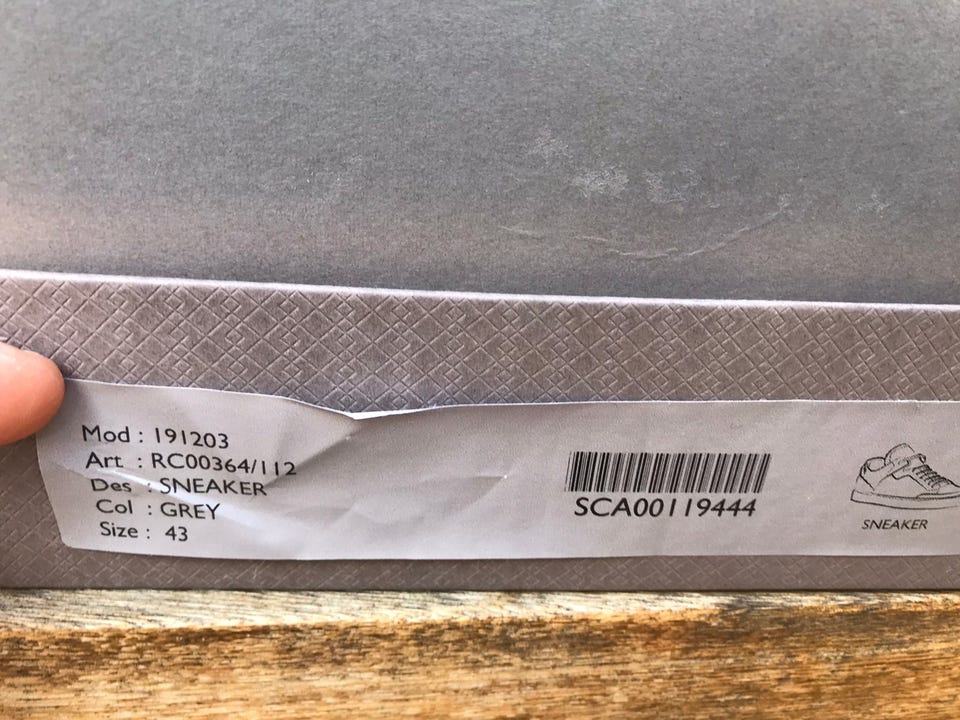 Mod : 191203
Art : RC00364/112
Des : SNEAKER
Col : GREY
Size : 43
SCA00119444
SNEAKER